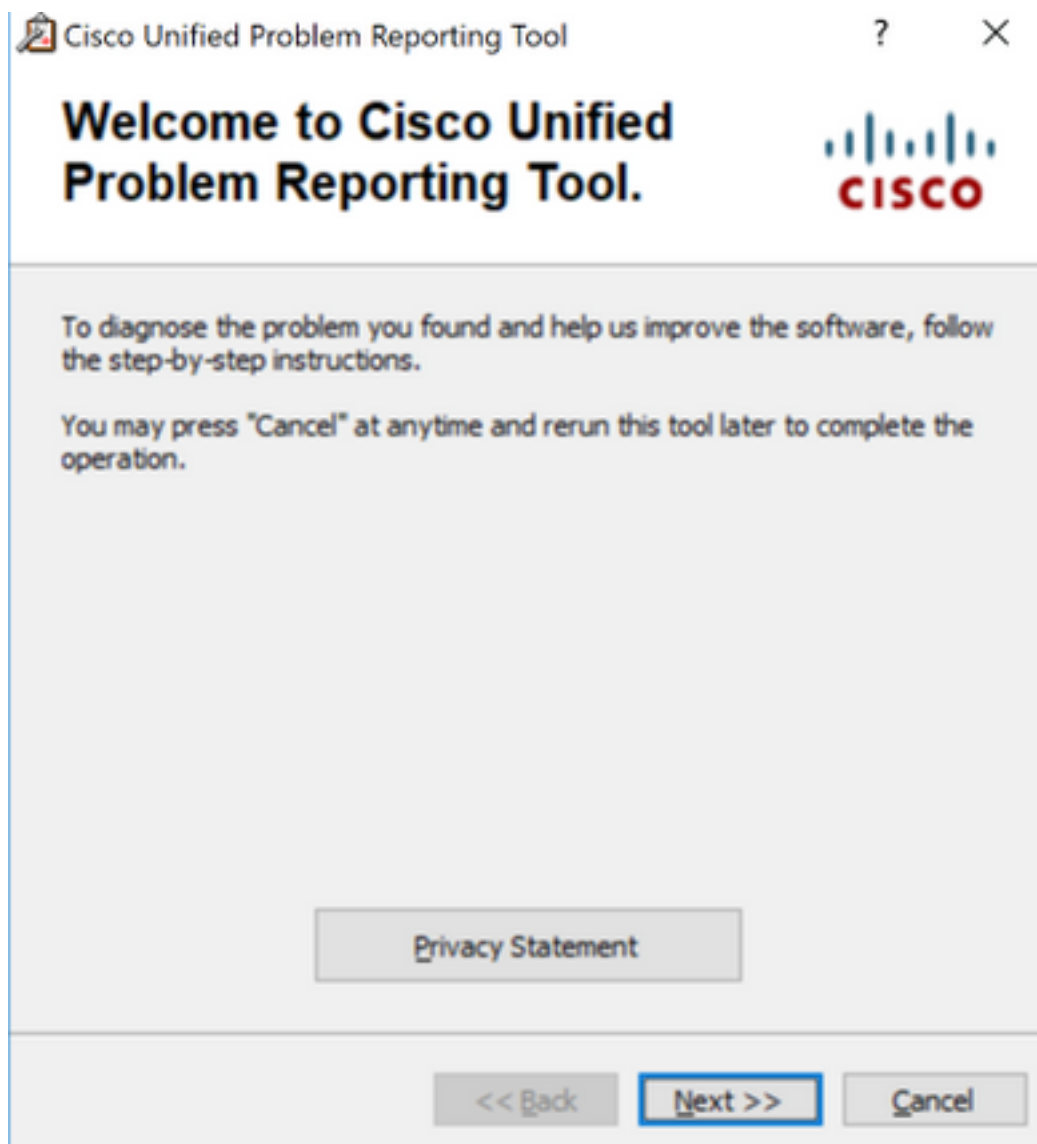 Cisco Unified Problem Reporting Tool ? ×
Welcome to Cisco Unified
Problem Reporting Tool.
CISCO
To diagnose the problem you found and help us improve the software, follow
the step-by-step instructions.
You may press "Cancel" at anytime and rerun this tool later to complete the
operation.
Privacy Statement
<< Back Next >> Cancel